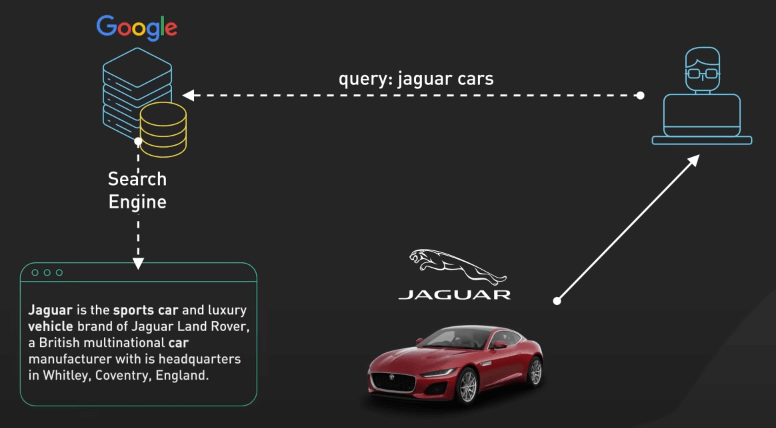 Google
query: jaguar cars
Search
Engine
JAGUAR
Jaguar is the sports car and luxury
vehicle brand of Jaguar Land Rover,
a British multinational car
manufacturer with is headquarters
in Whitley, Coventry, England.